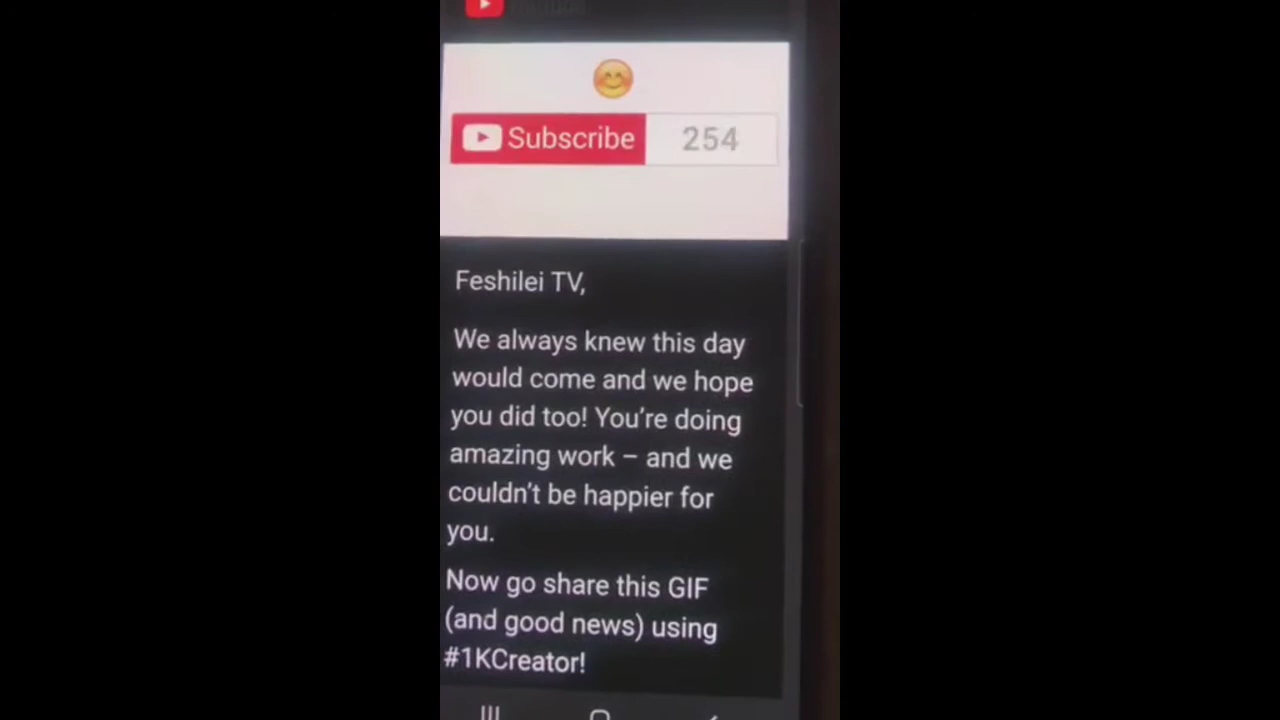 Subscribe 254
Feshilei TV,
We always knew this day
would come and we hope
you did too! You're doing
amazing work – and we
couldn't be happier for
you.
Now go share this GIF
(and good news) using
#1KCreator!